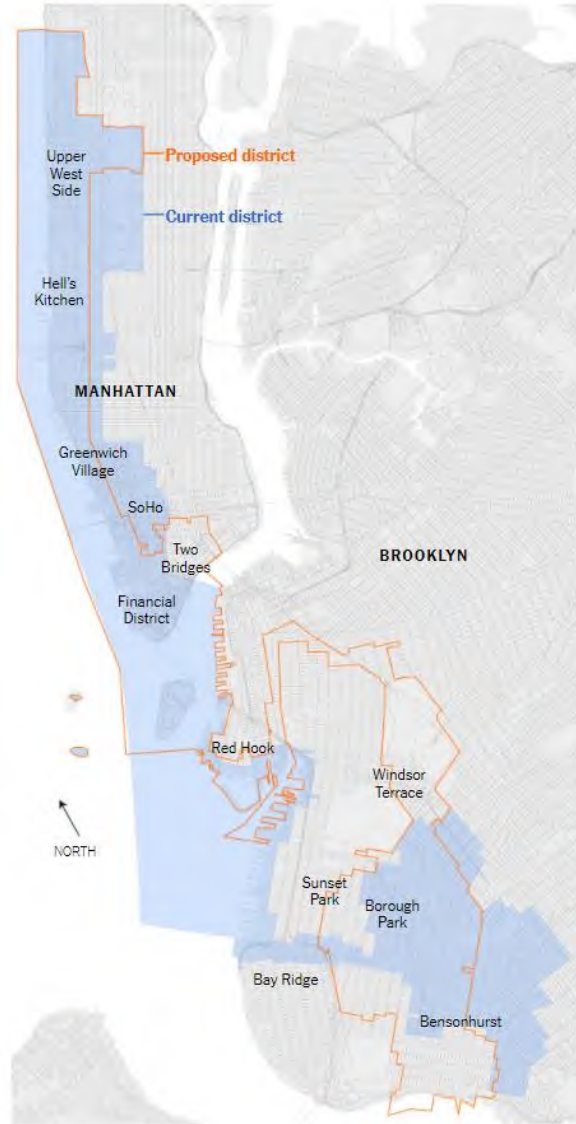 Upper
West
Side
Proposed district
Current district
Hell's
Kitchen
MANHATTAN
Greenwich
Village
SoHo
Two
Bridges
BROOKLYN
Financial
District
Red Hook
Windsor
Terrace
NORTH
Sunset
Park
Borough
Park
Bay Ridge
Bensonhurst